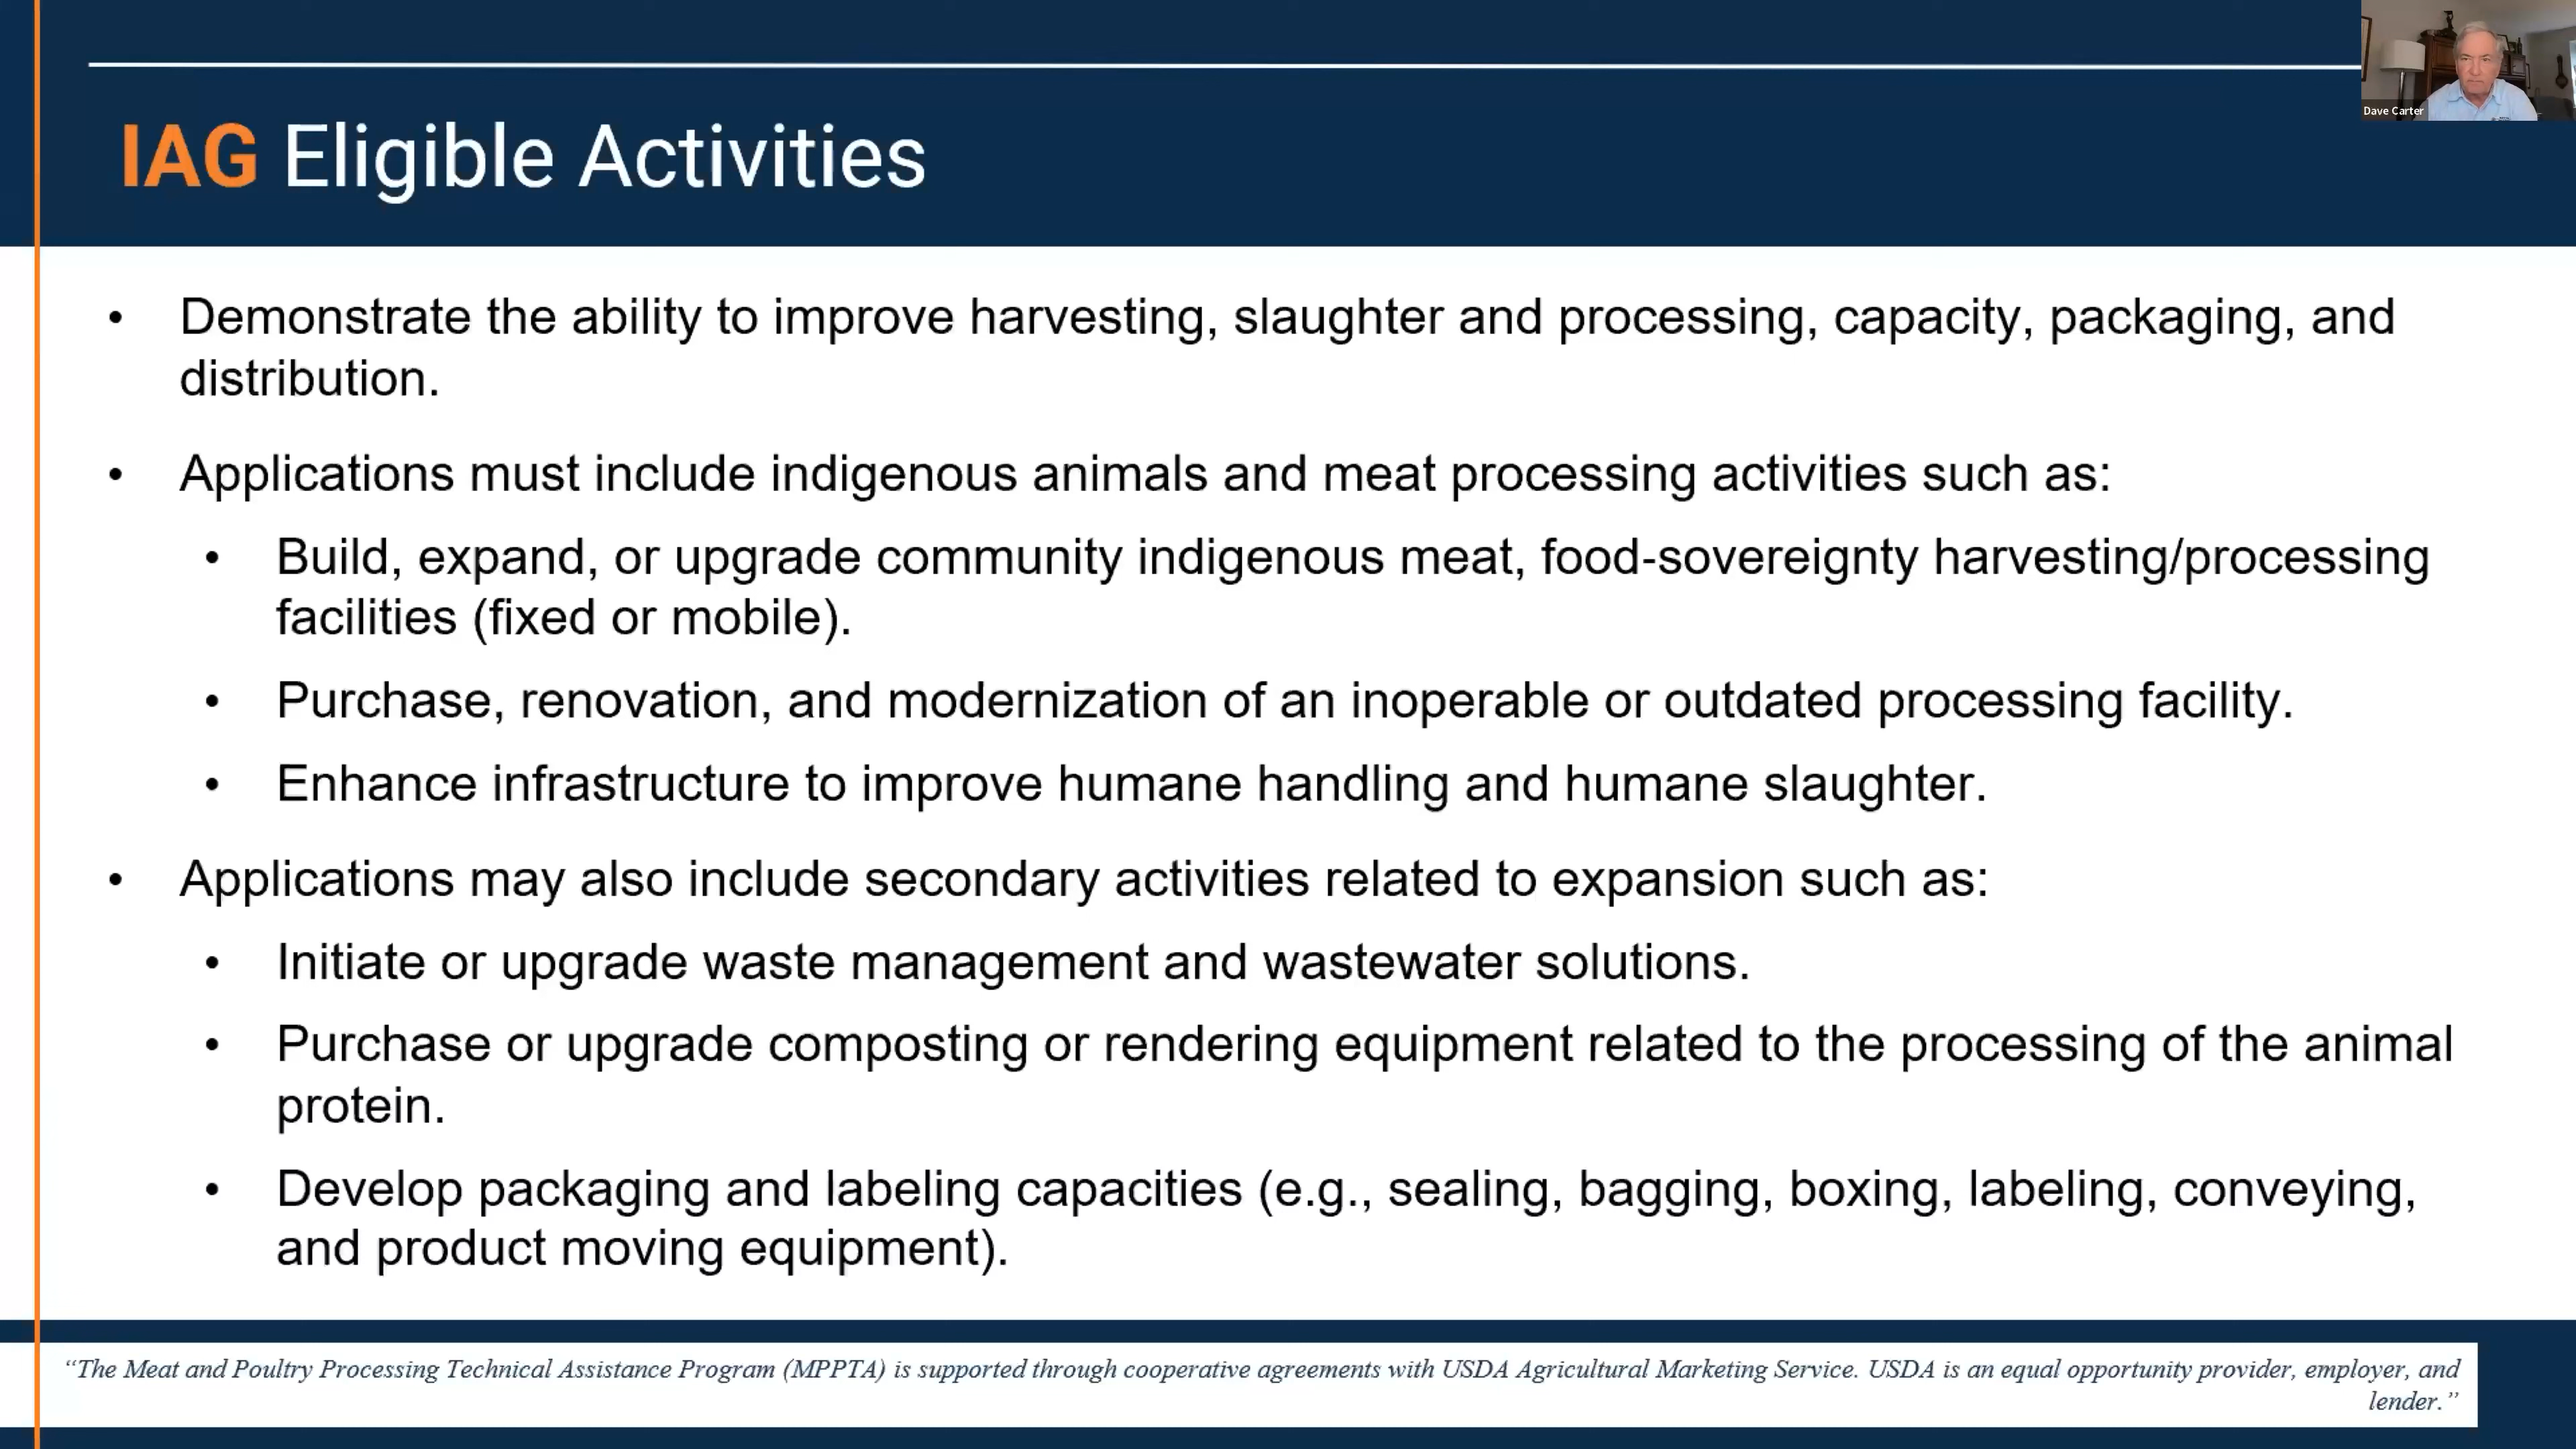 Dave Carter
IAG Eligible Activities
• Demonstrate the ability to improve harvesting, slaughter and processing, capacity, packaging, and
distribution.
• Applications must include indigenous animals and meat processing activities such as:
• Build, expand, or upgrade community indigenous meat, food-sovereignty harvesting/processing
facilities (fixed or mobile).
• Purchase, renovation, and modernization of an inoperable or outdated processing facility.
• Enhance infrastructure to improve humane handling and humane slaughter.
• Applications may also include secondary activities related to expansion such as:
• Initiate or upgrade waste management and wastewater solutions.
• Purchase or upgrade composting or rendering equipment related to the processing of the animal
protein.
• Develop packaging and labeling capacities (e.g., sealing, bagging, boxing, labeling, conveying,
and product moving equipment).
“The Meat and Poultry Processing Technical Assistance Program (MPPTA) is supported through cooperative agreements with USDA Agricultural Marketing Service. USDA is an equal opportunity provider, employer, and
lender.”